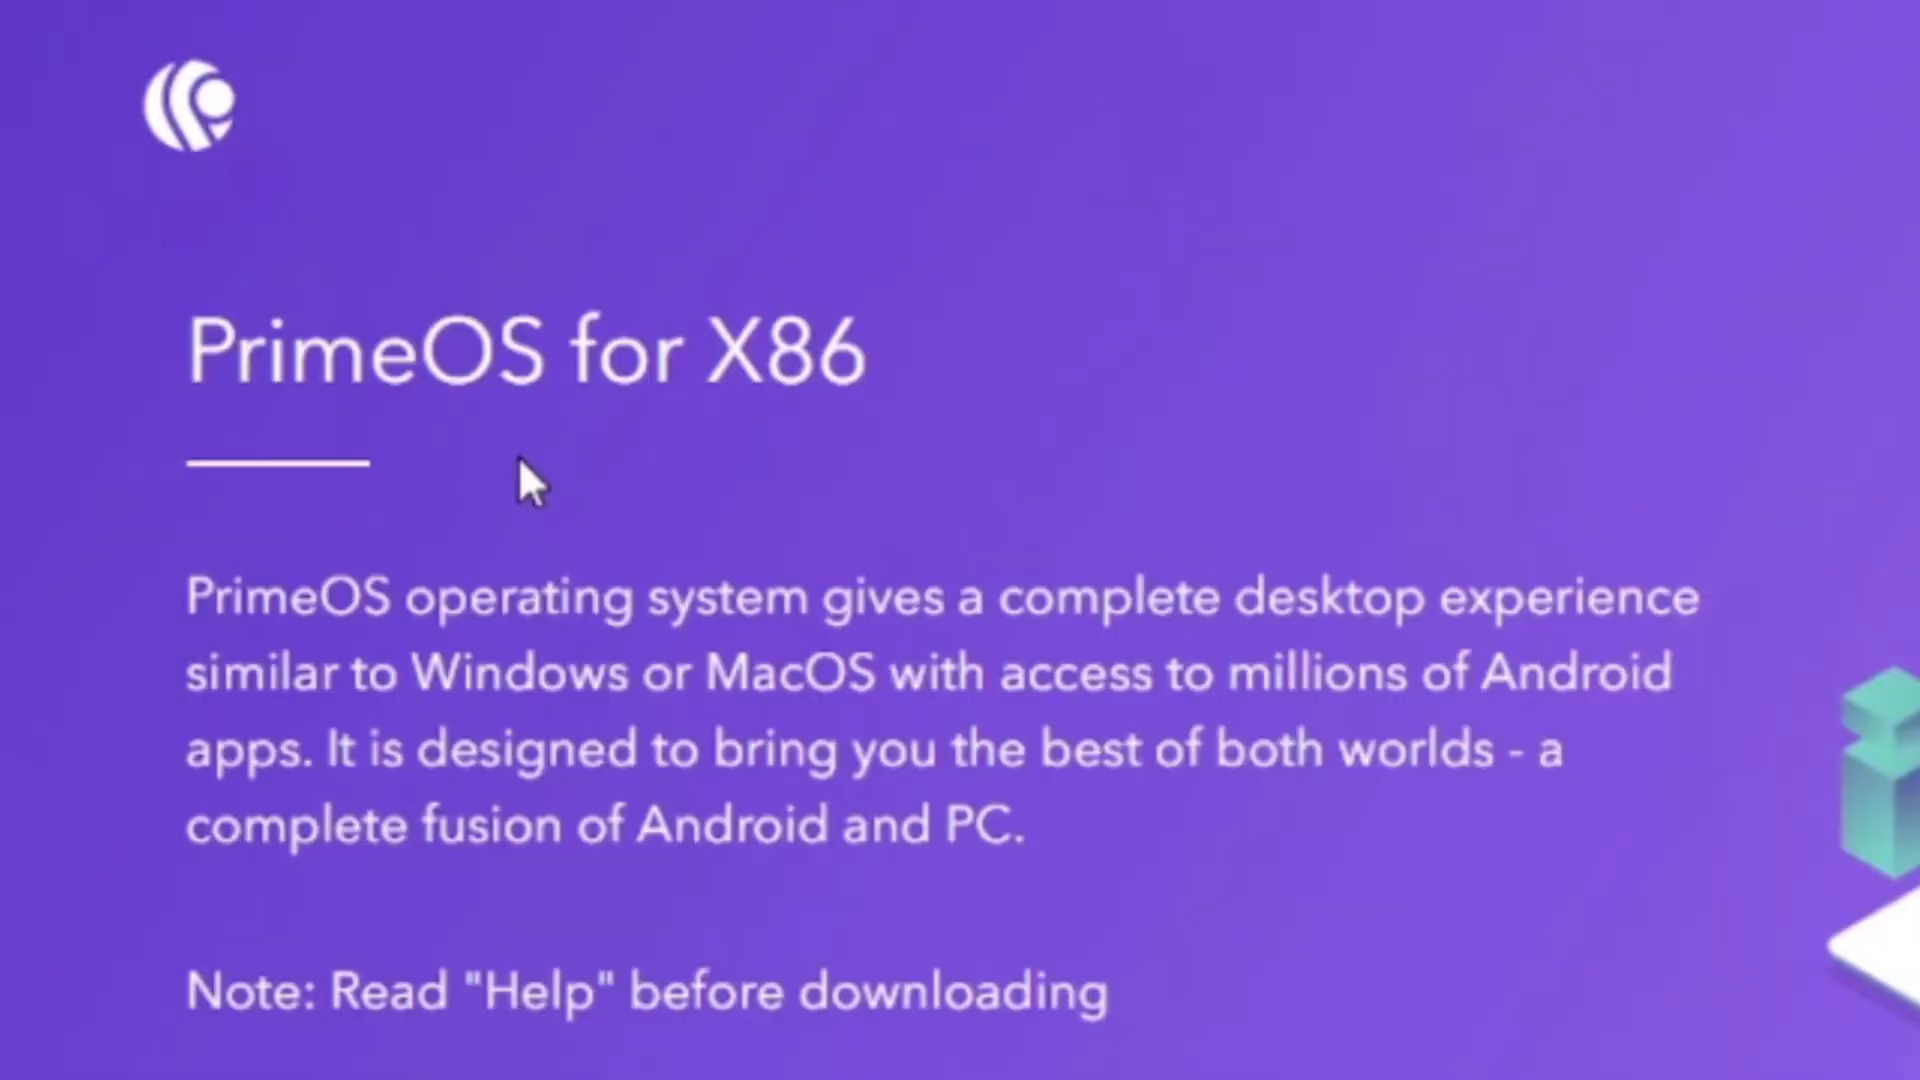 PrimeOS for X86
PrimeOS operating system gives a complete desktop experience
similar to Windows or MacOS with access to millions of Android
apps. It is designed to bring you the best of both worlds - a
complete fusion of Android and PC.
Note: Read "Help" before downloading